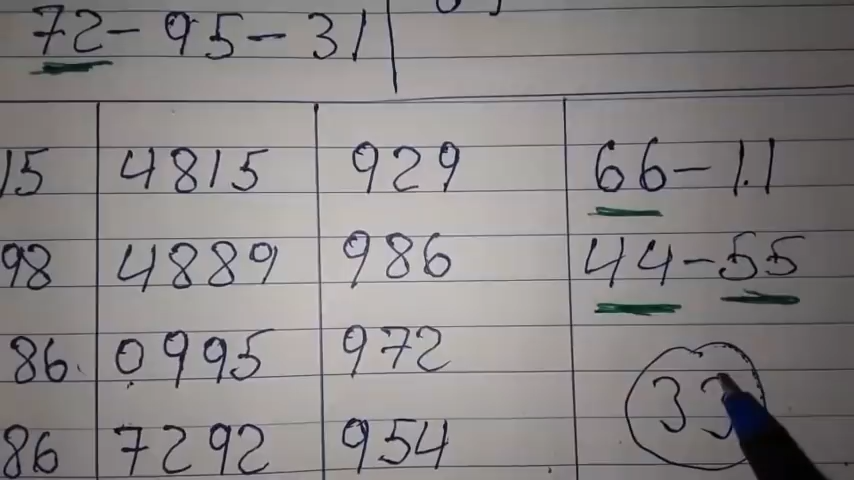 72 - 95 - 31
15 4815 929 66 - 11
98 4889 986 44 - 55
86 0995 972
33
86 7292 954